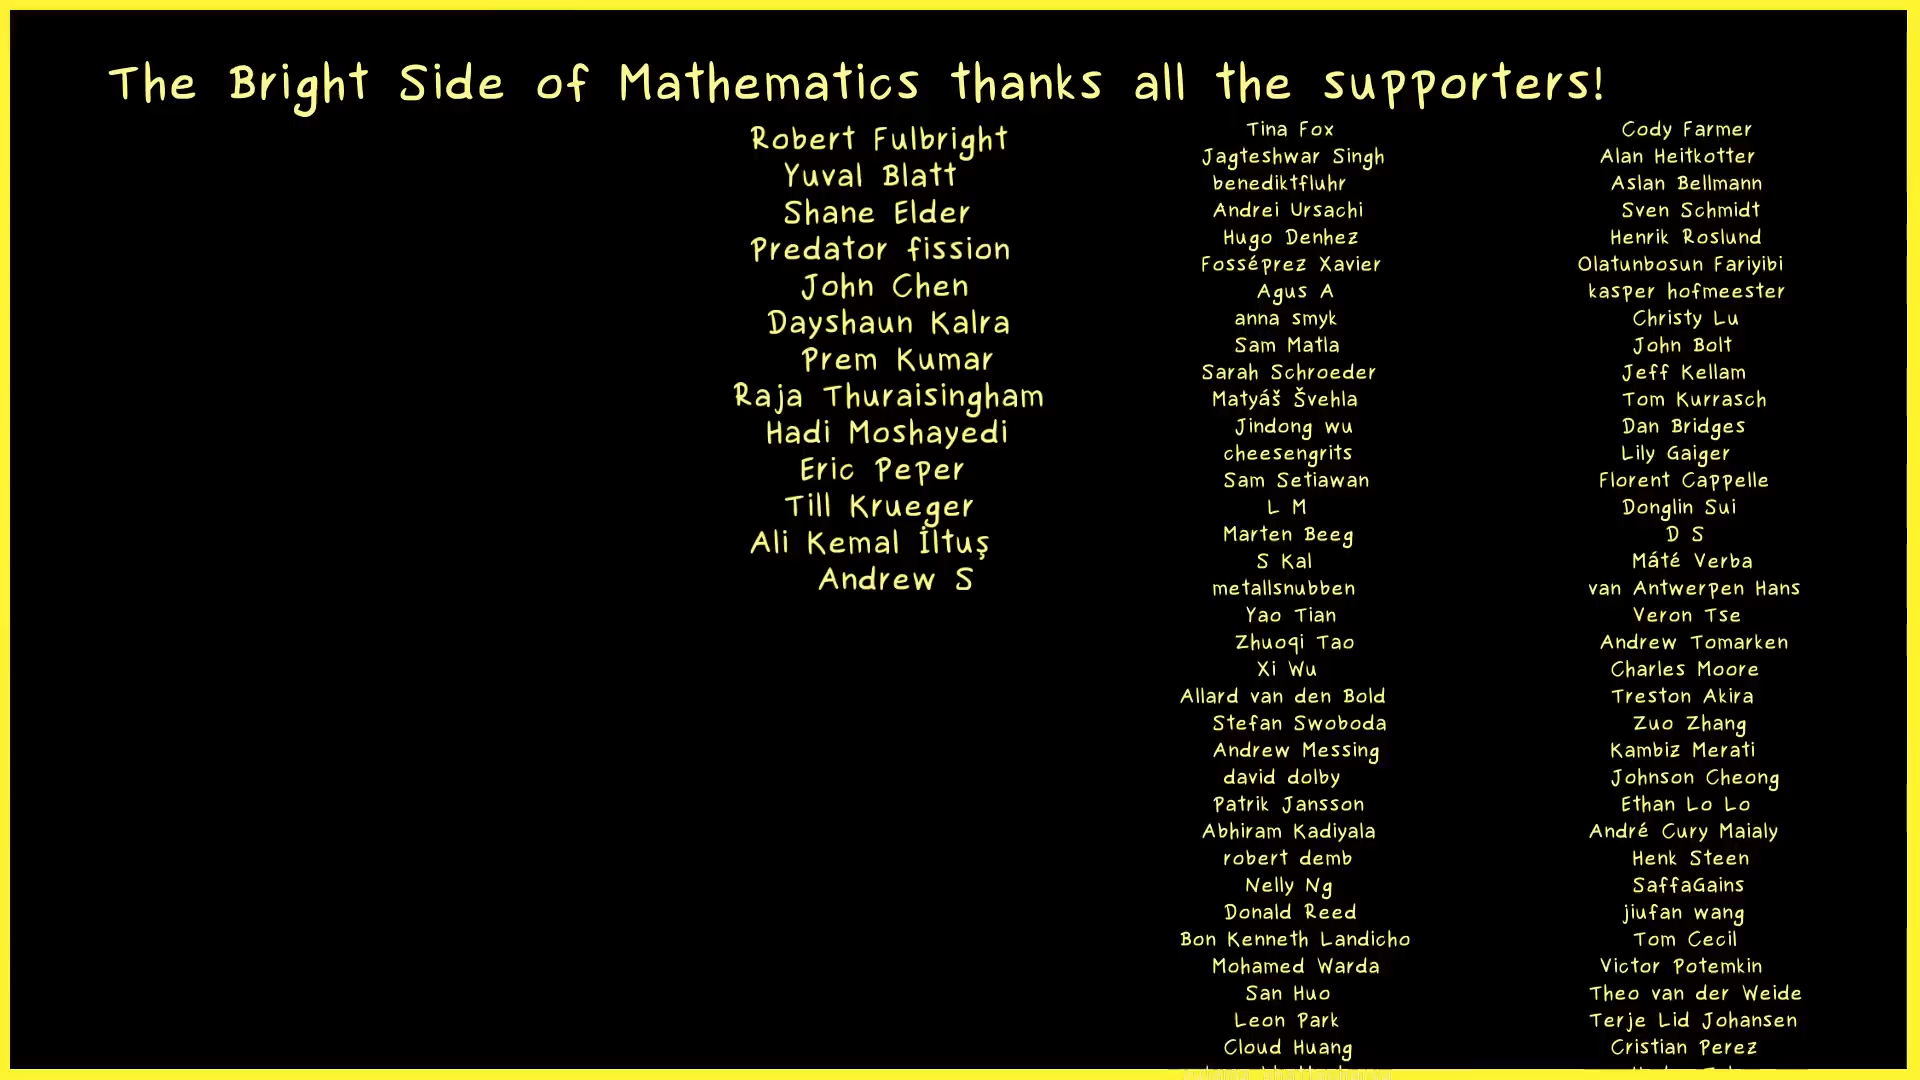 The Bright Side of Mathematics thanks all the supporters!
Robert Fulbright
Yuval Blatt
Shane Elder
Predator fission
John Chen
Dayshaun Kalra
Prem Kumar
Raja Thuraisingham
Hadi Moshayedi
Eric Peper
Till Krueger
Ali Kemal İltuş
Andrew S
Tina Fox
Jagteshwar Singh
benediktfluhr
Andrei Ursachi
Hugo Denhez
Fosséprez Xavier
Agus A
anna smyk
Sam Matla
Sarah Schroeder
Matyáš Švehla
Jindong wu
cheesengrits
Sam Setiawan
L M
Marten Beeg
S Kal
metallsnubben
Yao Tian
Zhuoqi Tao
Xi Wu
Allard van den Bold
Stefan Swoboda
Andrew Messing
david dolby
Patrik Jansson
Abhiram Kadiyala
robert demb
Nelly Ng
Donald Reed
Bon Kenneth Landicho
Mohamed Warda
San Huo
Leon Park
Cloud Huang
Cody Farmer
Alan Heitkotter
Aslan Bellmann
Sven Schmidt
Henrik Roslund
Olatunbosun Fariyibi
kasper hofmeester
Christy Lu
John Bolt
Jeff Kellam
Tom Kurrasch
Dan Bridges
Lily Gaiger
Florent Cappelle
Donglin Sui
D S
Máté Verba
van Antwerpen Hans
Veron Tse
Andrew Tomarken
Charles Moore
Treston Akira
Zuo Zhang
Kambiz Merati
Johnson Cheong
Ethan Lo Lo
André Cury Maialy
Henk Steen
SaffaGains
jiufan wang
Tom Cecil
Victor Potemkin
Theo van der Weide
Terje Lid Johansen
Cristian Perez